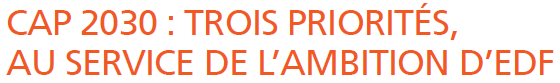 CAP 2030 : TROIS PRIORITÉS,
AU SERVICE DE L’AMBITION D’EDF